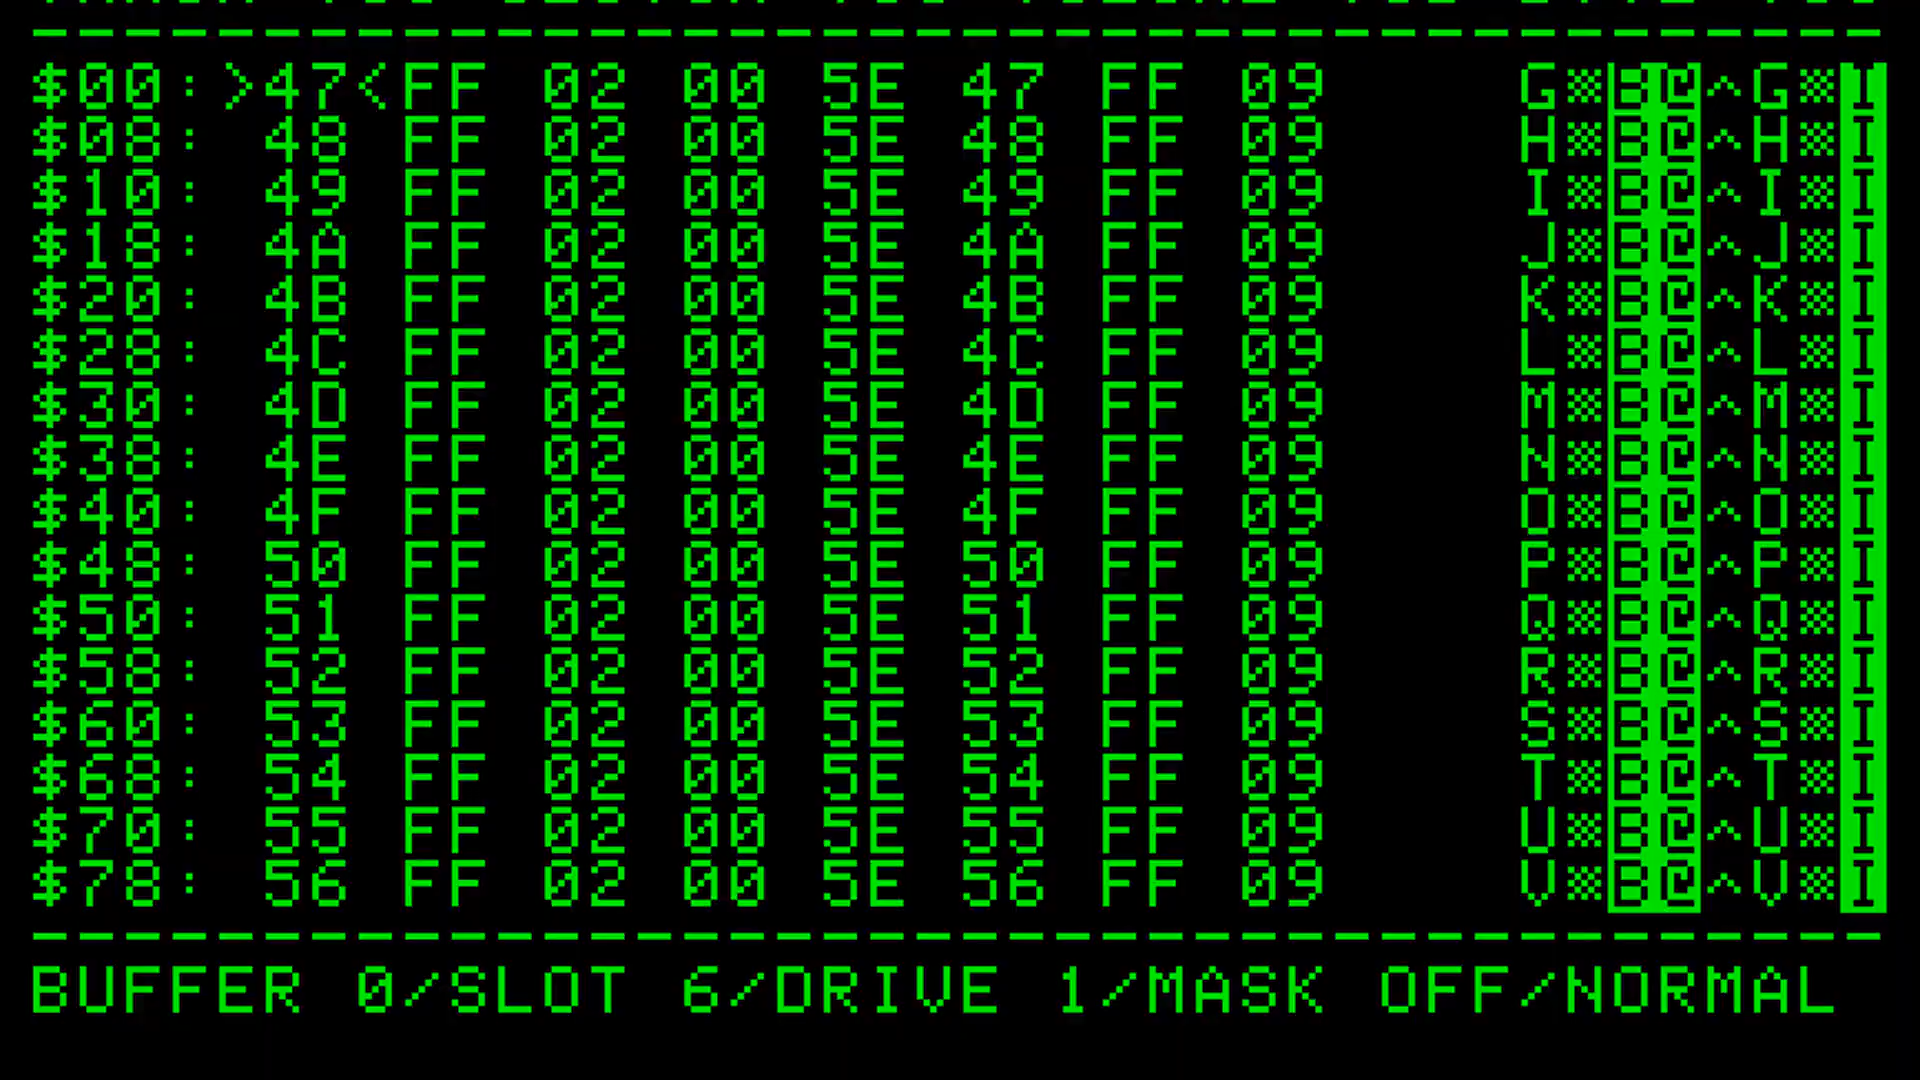 $00: >47<FF 02 00 5E 47 FF 09 G B@^G I
$08: 48 FF 02 00 5E 48 FF 09 H B@^H I
$10: 49 FF 02 00 5E 49 FF 09 I B@^I I
$18: 4A FF 02 00 5E 4A FF 09 J B@^J I
$20: 4B FF 02 00 5E 4B FF 09 K B@^K I
$28: 4C FF 02 00 5E 4C FF 09 L B@^L I
$30: 4D FF 02 00 5E 4D FF 09 M B@^M I
$38: 4E FF 02 00 5E 4E FF 09 N B@^N I
$40: 4F FF 02 00 5E 4F FF 09 O B@^O I
$48: 50 FF 02 00 5E 50 FF 09 P B@^P I
$50: 51 FF 02 00 5E 51 FF 09 Q B@^Q I
$58: 52 FF 02 00 5E 52 FF 09 R B@^R I
$60: 53 FF 02 00 5E 53 FF 09 S B@^S I
$68: 54 FF 02 00 5E 54 FF 09 T B@^T I
$70: 55 FF 02 00 5E 55 FF 09 U B@^U I
$78: 56 FF 02 00 5E 56 FF 09 V B@^V I
BUFFER 0/SLOT 6/DRIVE 1/MASK OFF/NORMAL